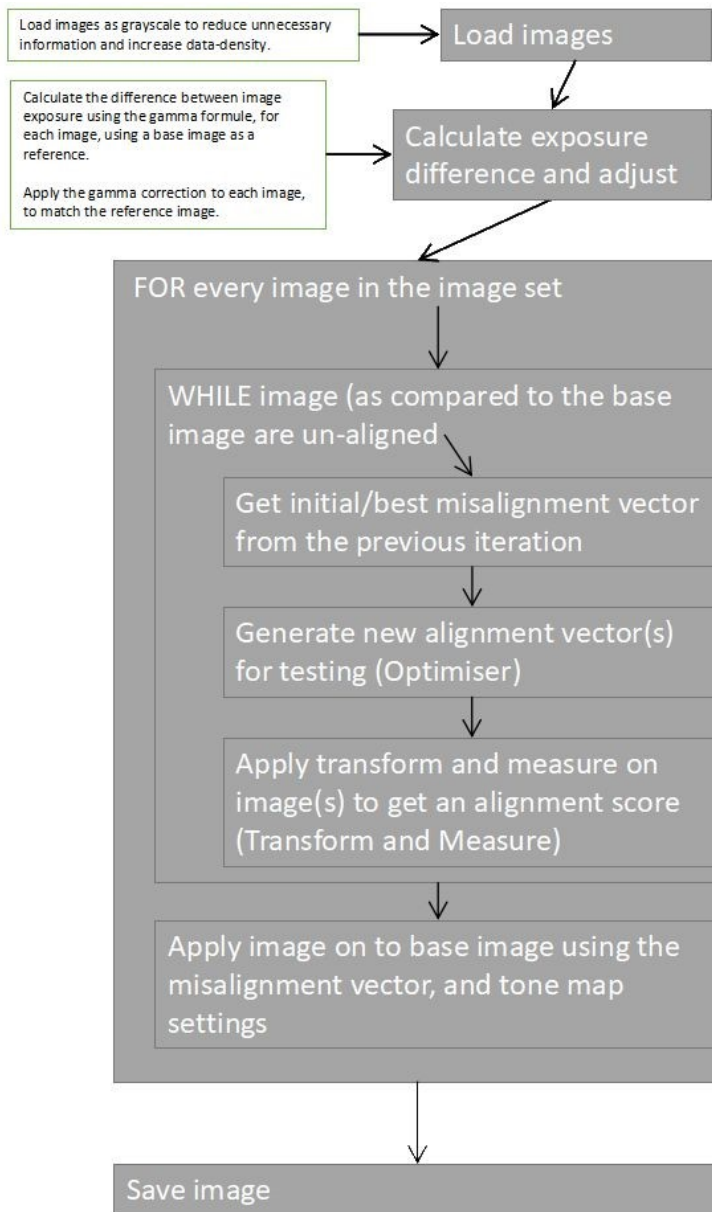 Load images as grayscale to reduce unnecessary
information and increase data-density.
Load images
Calculate the difference between image
exposure using the gamma formule, for
each image, using a base image as a
reference.
Apply the gamma correction to each image,
to match the reference image.
Calculate exposure
difference and adjust
FOR every image in the image set
WHILE image (as compared to the base
image are un-aligned
Get initial/best misalignment vector
from the previous iteration
Generate new alignment vector(s)
for testing (Optimiser)
Apply transform and measure on
image(s) to get an alignment score
(Transform and Measure)
Apply image on to base image using the
misalignment vector, and tone map
settings
Save image